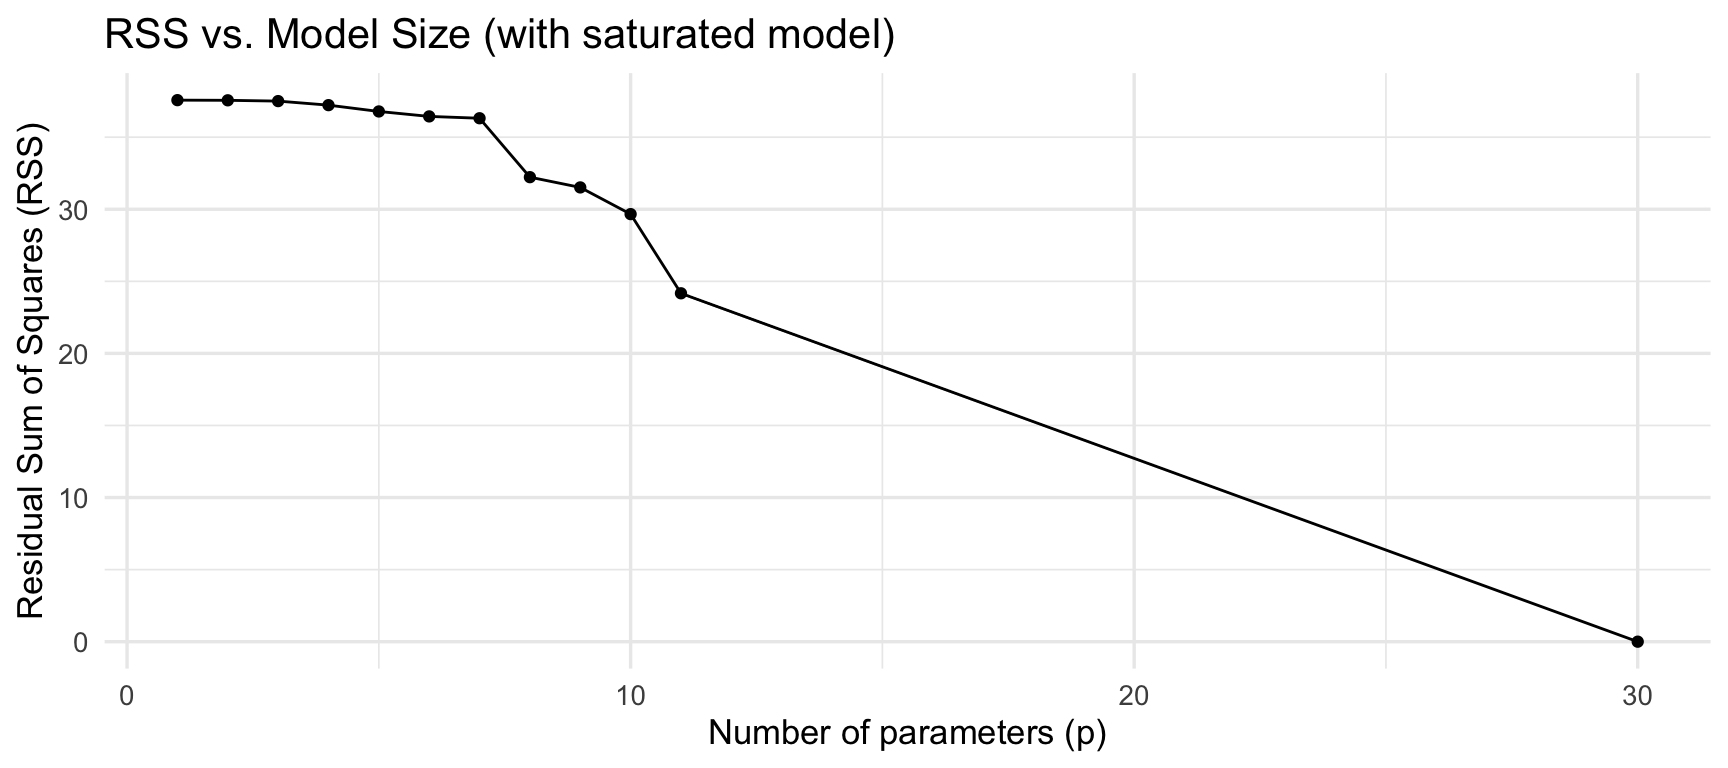 RSS vs. Model Size (with saturated model)
Residual Sum of Squares (RSS)
30
20
10
0
0
10
20
30
Number of parameters (p)